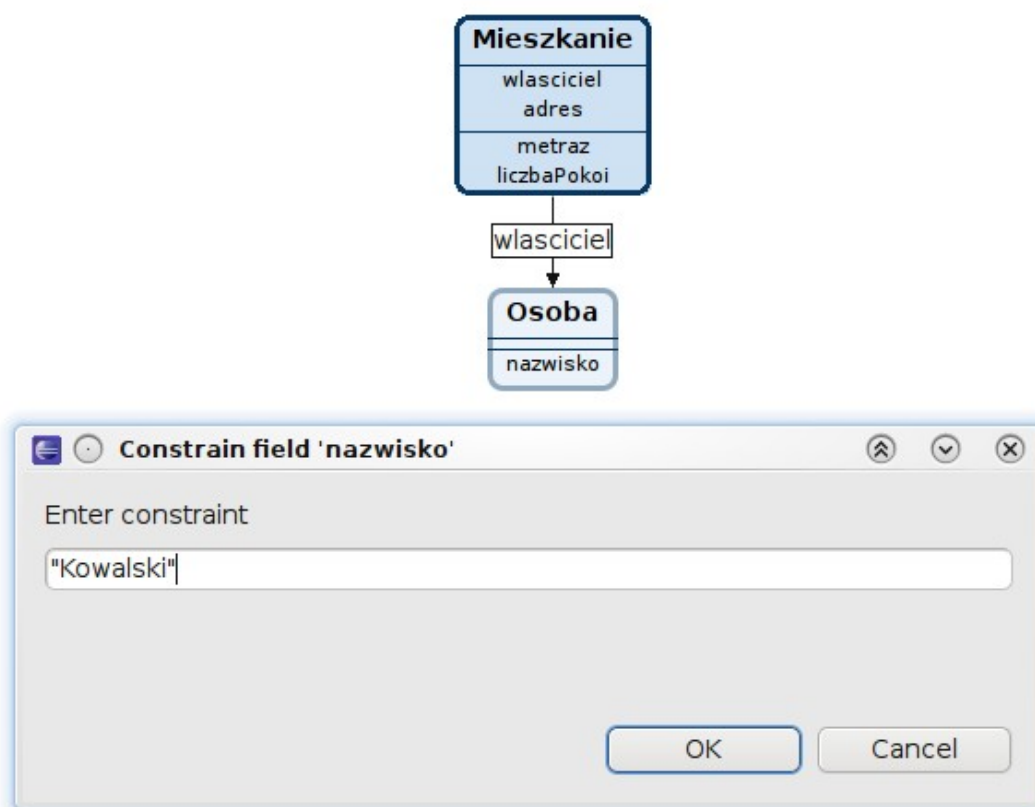 Mieszkanie
wlasciciel
adres
metraz
liczbaPokoi
wlasciciel
Osoba
nazwisko
Constrain field 'nazwisko'
Enter constraint
"Kowalski"
OK Cancel